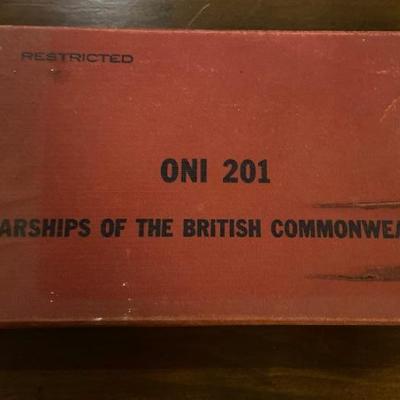 RESTRICTED
ONI 201
ARSHIPS OF THE BRITISH COMMONWEA